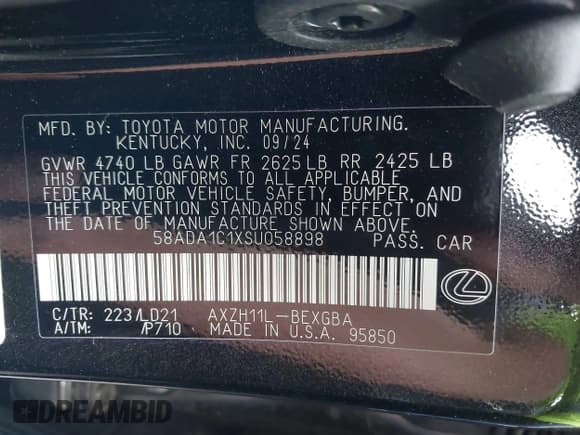 MFD. BY: TOYOTA MOTOR MANUFACTURING.
KENTUCKY, INC. 09/24
GVWR 4740 LB GAWR FR 2625 LB RR 2425 LB
THIS VEHICLE CONFORMS TO ALL APPLICABLE
FEDERAL MOTOR VEHICLE SAFETY, BUMPER, AND
THEFT PREVENTION STANDARDS IN EFFECT ON
THE DATE OF MANUFACTURE SHOWN ABOVE.
58ADA1C1XSU058898 PASS. CAR
C/TR: 223/LD21 AXZH11L-BEXGBA
A/TM: /P710 MADE IN U.S.A. 95850
DREAMBID